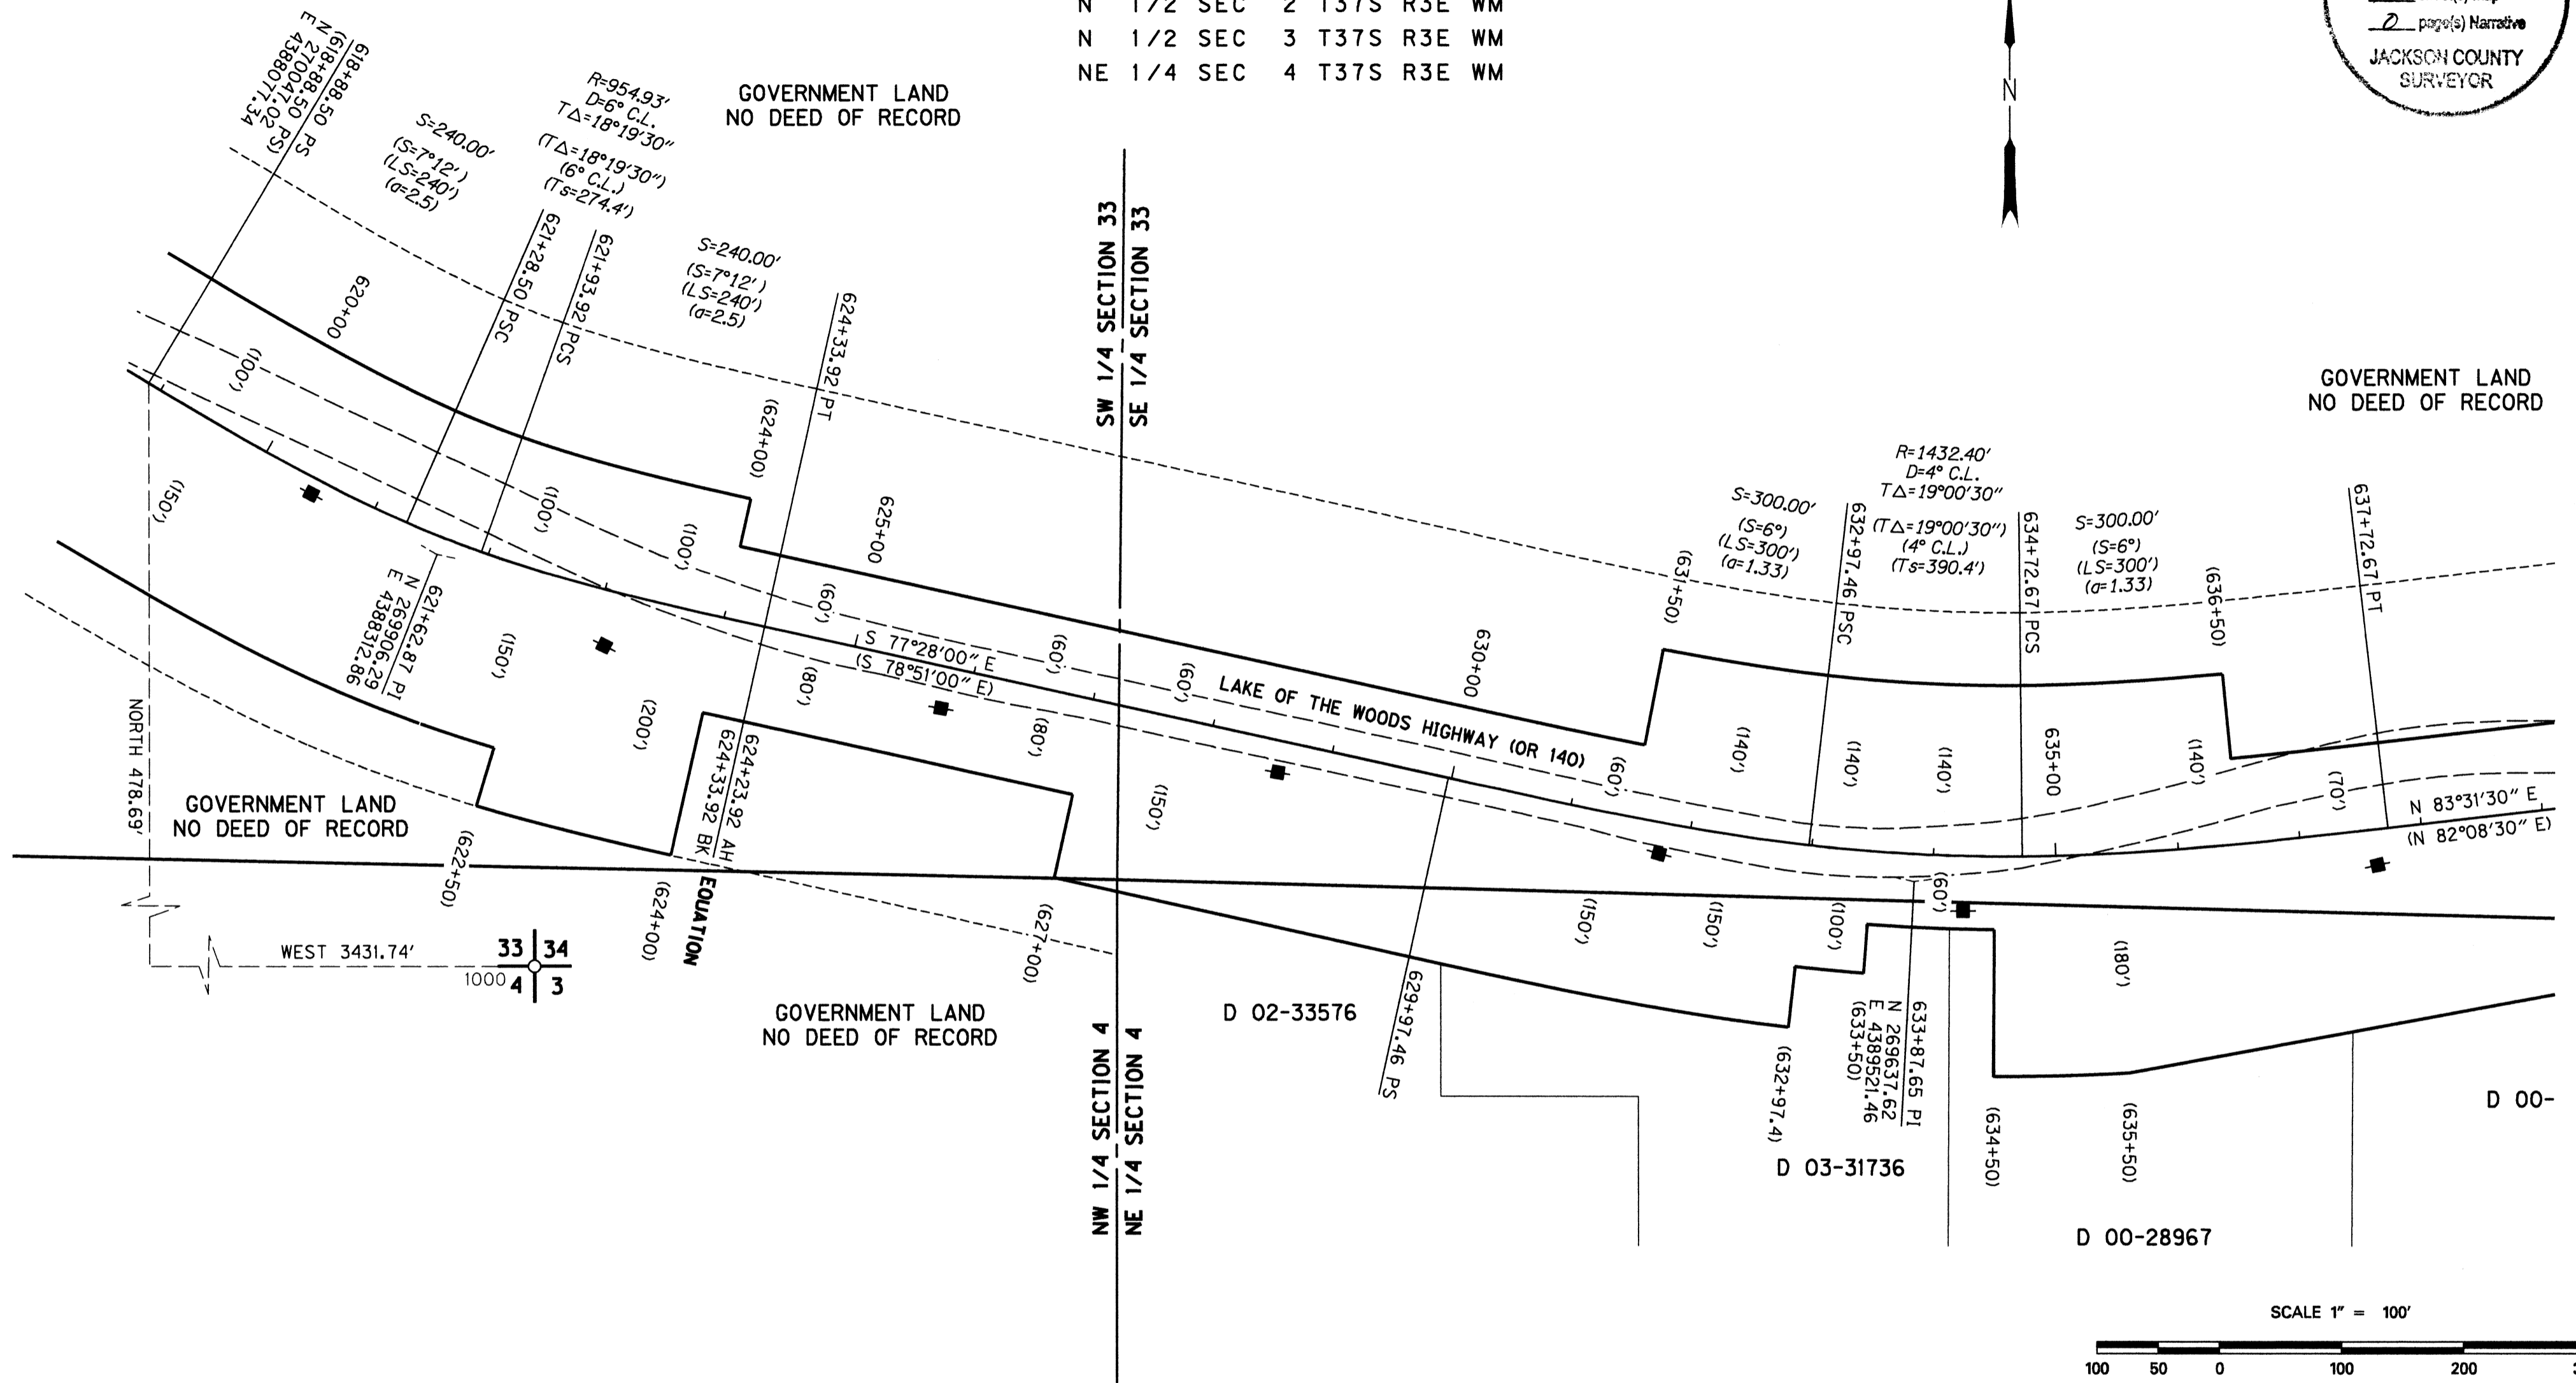 N 1/2 SEC 2 T37S R3E WM
N 1/2 SEC 3 T37S R3E WM
NE 1/4 SEC 4 T37S R3E WM
page(s) Narrative
JACKSON COUNTY
SURVEYOR
N
618+88.50 PS
(618+88.50 PS)
N 270047.02
E 4388077.34
S=240.00'
(S=7°12')
(LS=240')
(a=2.5)
R=954.93'
D=6° C.L.
T△=18°19'30"
(T△=18°19'30")
(6° C.L.)
(Ts=274.4')
GOVERNMENT LAND
NO DEED OF RECORD
621+28.50 PSC
621+93.92 PCS
S=240.00'
(S=7°12')
(LS=240')
(a=2.5)
624+33.92 PT
SW 1/4 SECTION 33
SE 1/4 SECTION 33
620+00
(100')
(624+00)
GOVERNMENT LAND
NO DEED OF RECORD
R=1432.40'
D=4° C.L.
T△=19°00'30"
(T△=19°00'30")
(4° C.L.)
(Ts=390.4')
S=300.00'
(S=6°)
(LS=300')
(a=1.33)
632+97.46 PSC
634+72.67 PCS
S=300.00'
(S=6°)
(LS=300')
(a=1.33)
637+72.67 PT
(631+50)
(636+50)
(150')
(100')
(100')
625+00
(60')
S 77°28'00" E
(S 78°51'00" E)
(60')
(60')
LAKE OF THE WOODS HIGHWAY (OR 140)
630+00
(60')
(140')
(140')
(140')
635+00
(140')
(70')
N 83°31'30" E
(N 82°08'30" E)
621+62.87 PI
N 269906.29
E 4388312.86
(150')
(200')
(80')
(80')
(150')
NORTH 478.69'
624+23.92 AH
624+33.92 BK
EQUATION
GOVERNMENT LAND
NO DEED OF RECORD
(622+50)
(624+00)
(627+00)
(150')
(150')
(100')
(60')
(180')
WEST 3431.74'
33 34
1000 4 3
GOVERNMENT LAND
NO DEED OF RECORD
D 02-33576
629+97.46 PS
633+87.65 PI
N 269637.62
E 4389521.46
(633+50)
(632+97.4)
(634+50)
(635+50)
NW 1/4 SECTION 4
NE 1/4 SECTION 4
D 03-31736
D 00-28967
D 00-
SCALE 1" = 100'
100 50 0 100 200